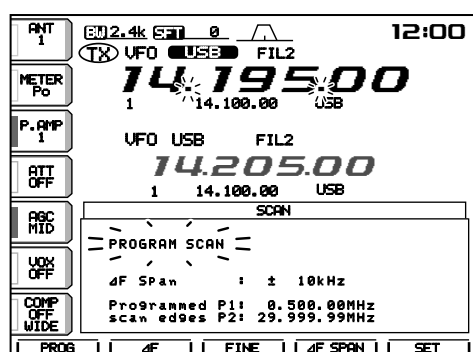 ANT 1
BW 2.4k SFT 0 12:00
TX VFO USB FIL2
METER Po
14.195.00
1 14.100.00 USB
P.AMP 1
VFO USB FIL2
14.205.00
ATT OFF
1 14.100.00 USB
SCAN
AGC MID
PROGRAM SCAN
VOX OFF
⊿F SPan : ± 10kHz
COMP OFF WIDE
Programmed P1: 0.500.00MHz
scan edges P2: 29.999.99MHz
PROG ⊿F FINE ⊿F SPAN SET